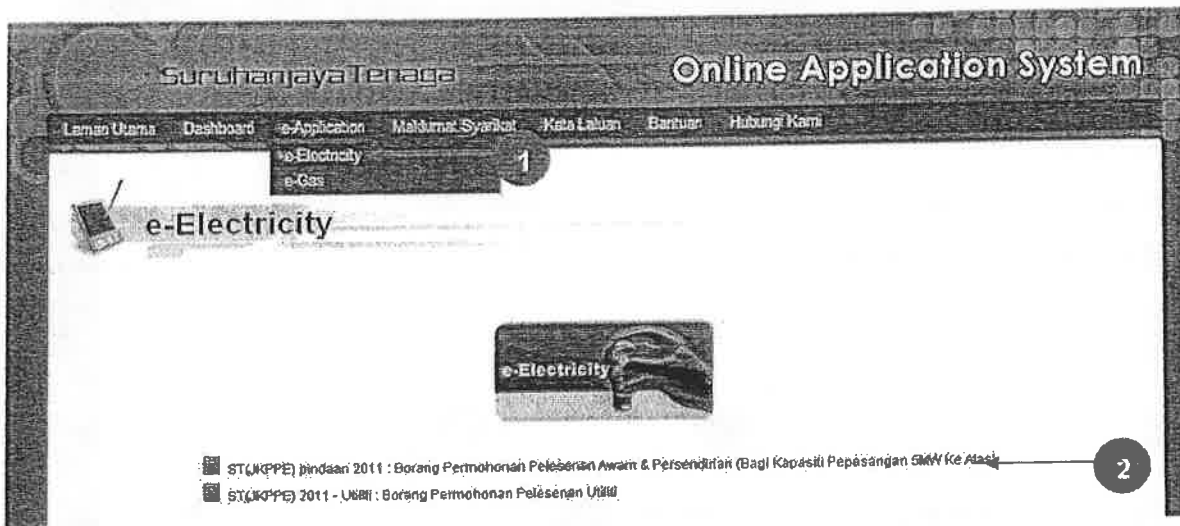 Suruhanjaya Tenaga
Online Application System
Laman Utama Dashboard e-Application Maklumat Syarikat Kata Laluan Bantuan Hubungi Kami
e-Electricity
e-Gas
1
e-Electricity
e-Electricity
ST(JKPPE) pindaan 2011 : Borang Permohonan Pelesenan Awam & Persendirian (Bagi Kapasiti Pepasangan 5MW Ke Atas)
2
ST(JKPPE) 2011 - Utiliti : Borang Permohonan Pelesenan Utiliti